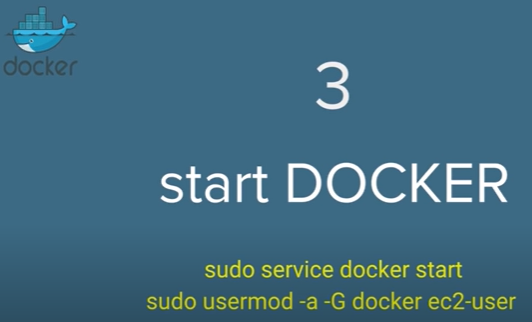 docker
3
start DOCKER
sudo service docker start
sudo usermod -a -G docker ec2-user